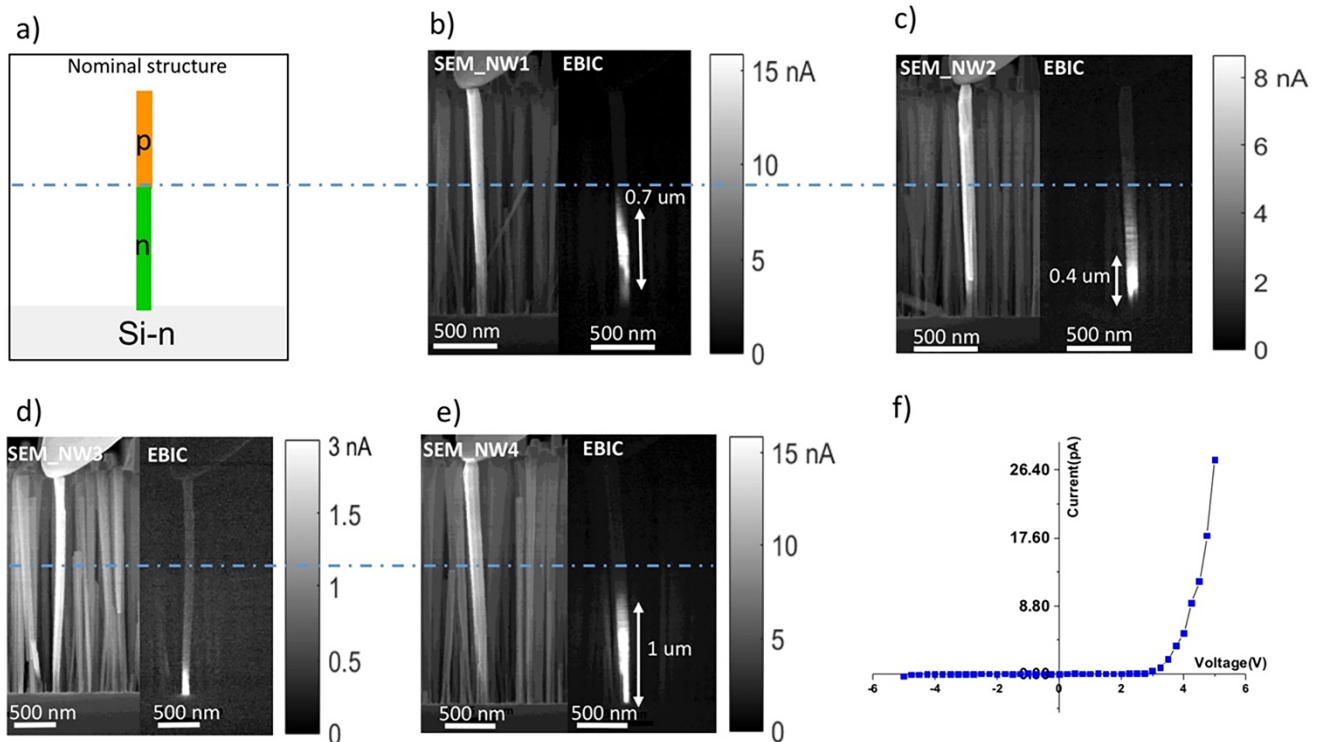 a)
Nominal structure
p
n
Si-n
b)
SEM_NW1
EBIC
0.7 um
500 nm
500 nm
15 nA
10
5
0
c)
SEM_NW2
EBIC
0.4 um
500 nm
500 nm
8 nA
6
4
2
0
d)
SEM_NW3
EBIC
500 nm
500 nm
3 nA
1.5
1
0.5
0
e)
SEM_NW4
EBIC
1 um
500 nm
500 nm
15 nA
10
5
0
f)
Current(pA)
26.40
17.60
8.80
0.00
Voltage(V)
-6
-4
-2
0
2
4
6